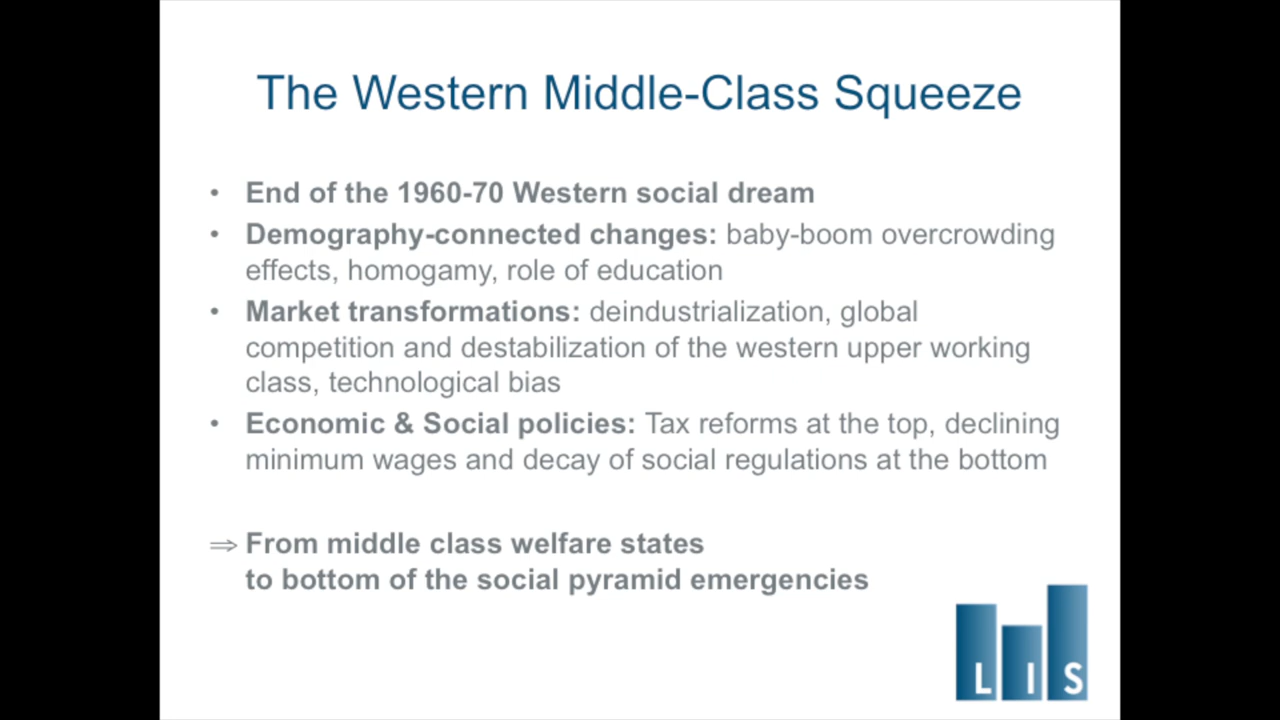 The Western Middle-Class Squeeze
• End of the 1960-70 Western social dream
• Demography-connected changes: baby-boom overcrowding
effects, homogamy, role of education
• Market transformations: deindustrialization, global
competition and destabilization of the western upper working
class, technological bias
• Economic & Social policies: Tax reforms at the top, declining
minimum wages and decay of social regulations at the bottom
⇒ From middle class welfare states
to bottom of the social pyramid emergencies
LIS